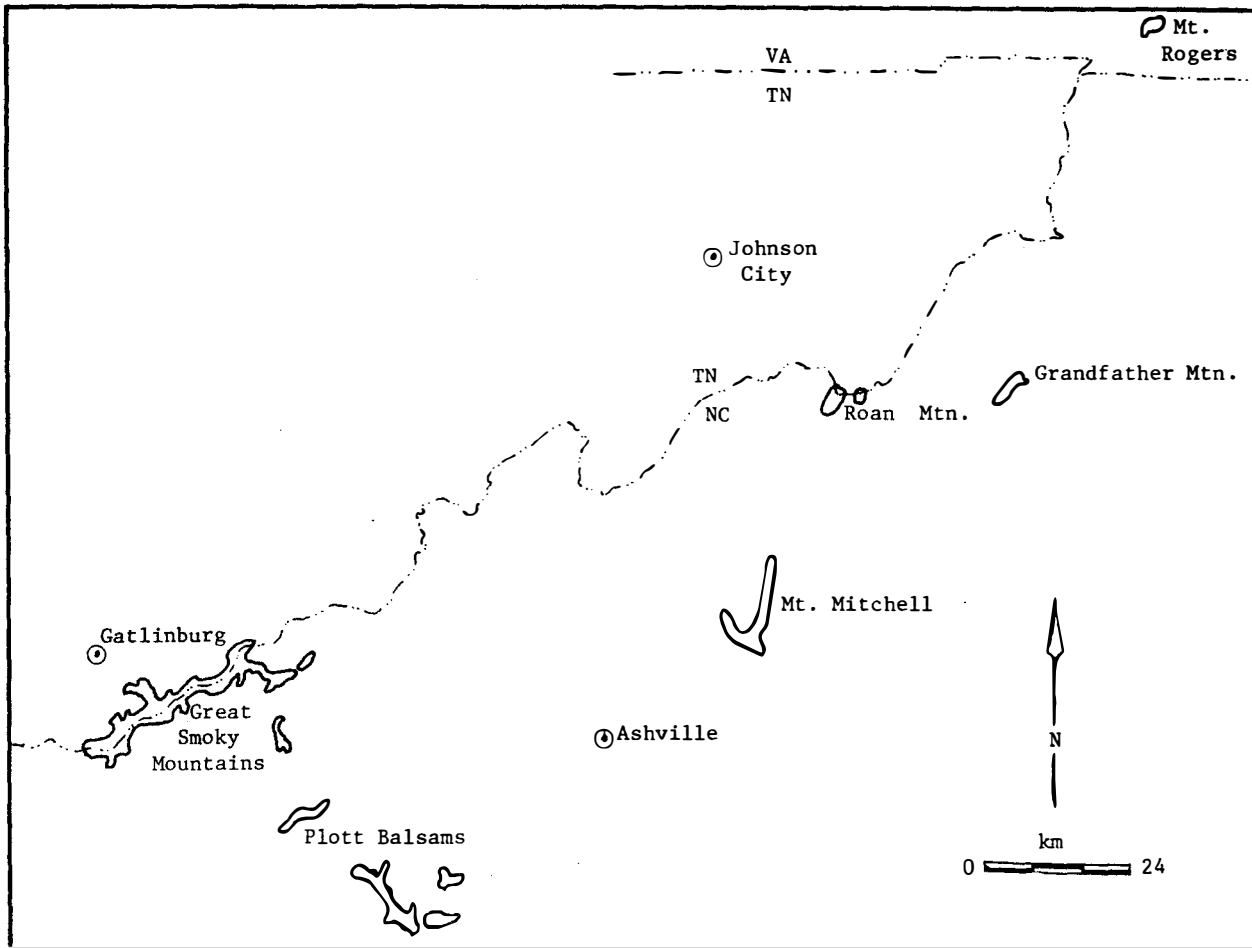 Mt.
Rogers
VA
TN
Johnson
City
TN
NC
Grandfather Mtn.
Roan Mtn.
Mt. Mitchell
Gatlinburg
Great
Smoky
Mountains
Ashville
N
Plott Balsams
km
0 24